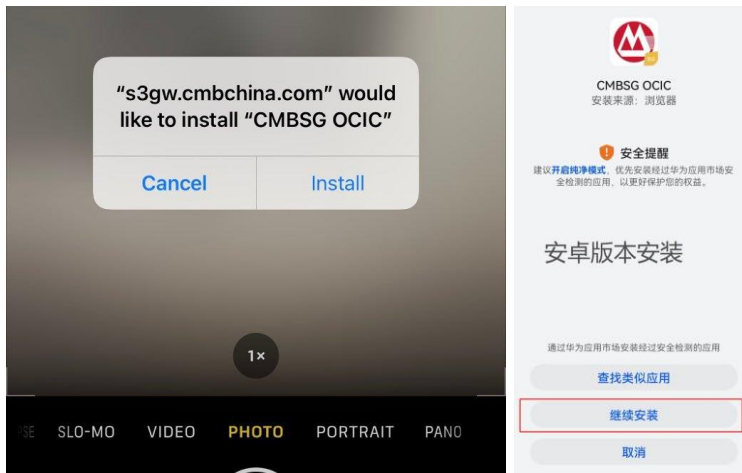 “s3gw.cmbchina.com” would
like to install “CMBSG OCIC”
Cancel
Install
1×
PSE
SLO-MO
VIDEO
PHOTO
PORTRAIT
PANO
CMBSG OCIC
安装来源：浏览器
安全提醒
建议开启纯净模式，优先安装经过华为应用市场安
全检测的应用，以更好保护您的权益。
安卓版本安装
通过华为应用市场安装经过安全检测的应用
查找类似应用
继续安装
取消